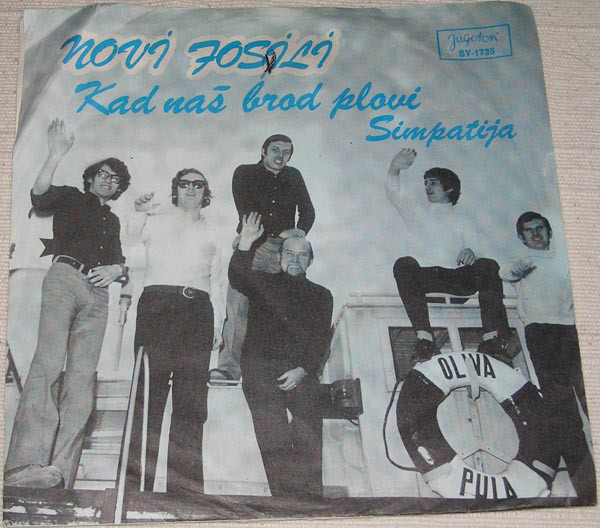 Novi Fosili
Jugoton
SY-1735
Kad naš brod plovi
Simpatija
OLIVA
PULA